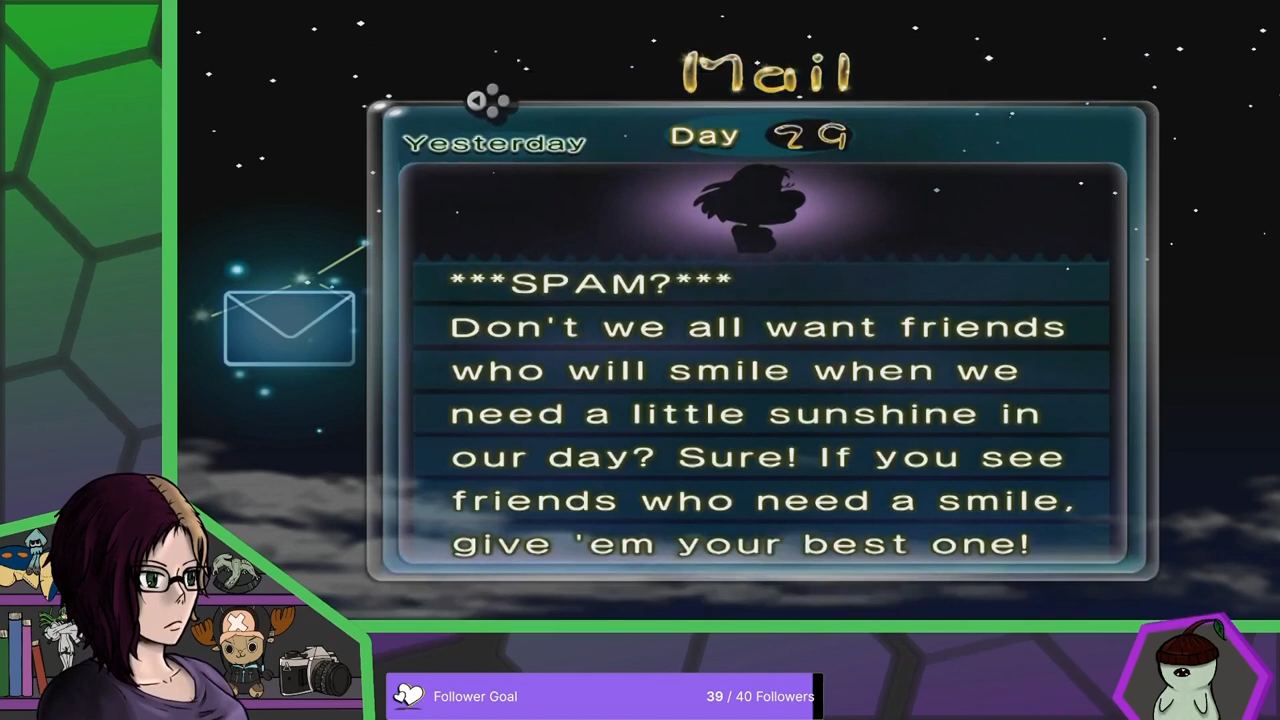 Mail
Yesterday
Day 29
***SPAM?***
Don't we all want friends
who will smile when we
need a little sunshine in
our day? Sure! If you see
friends who need a smile,
give 'em your best one!
Follower Goal
39 / 40 Followers